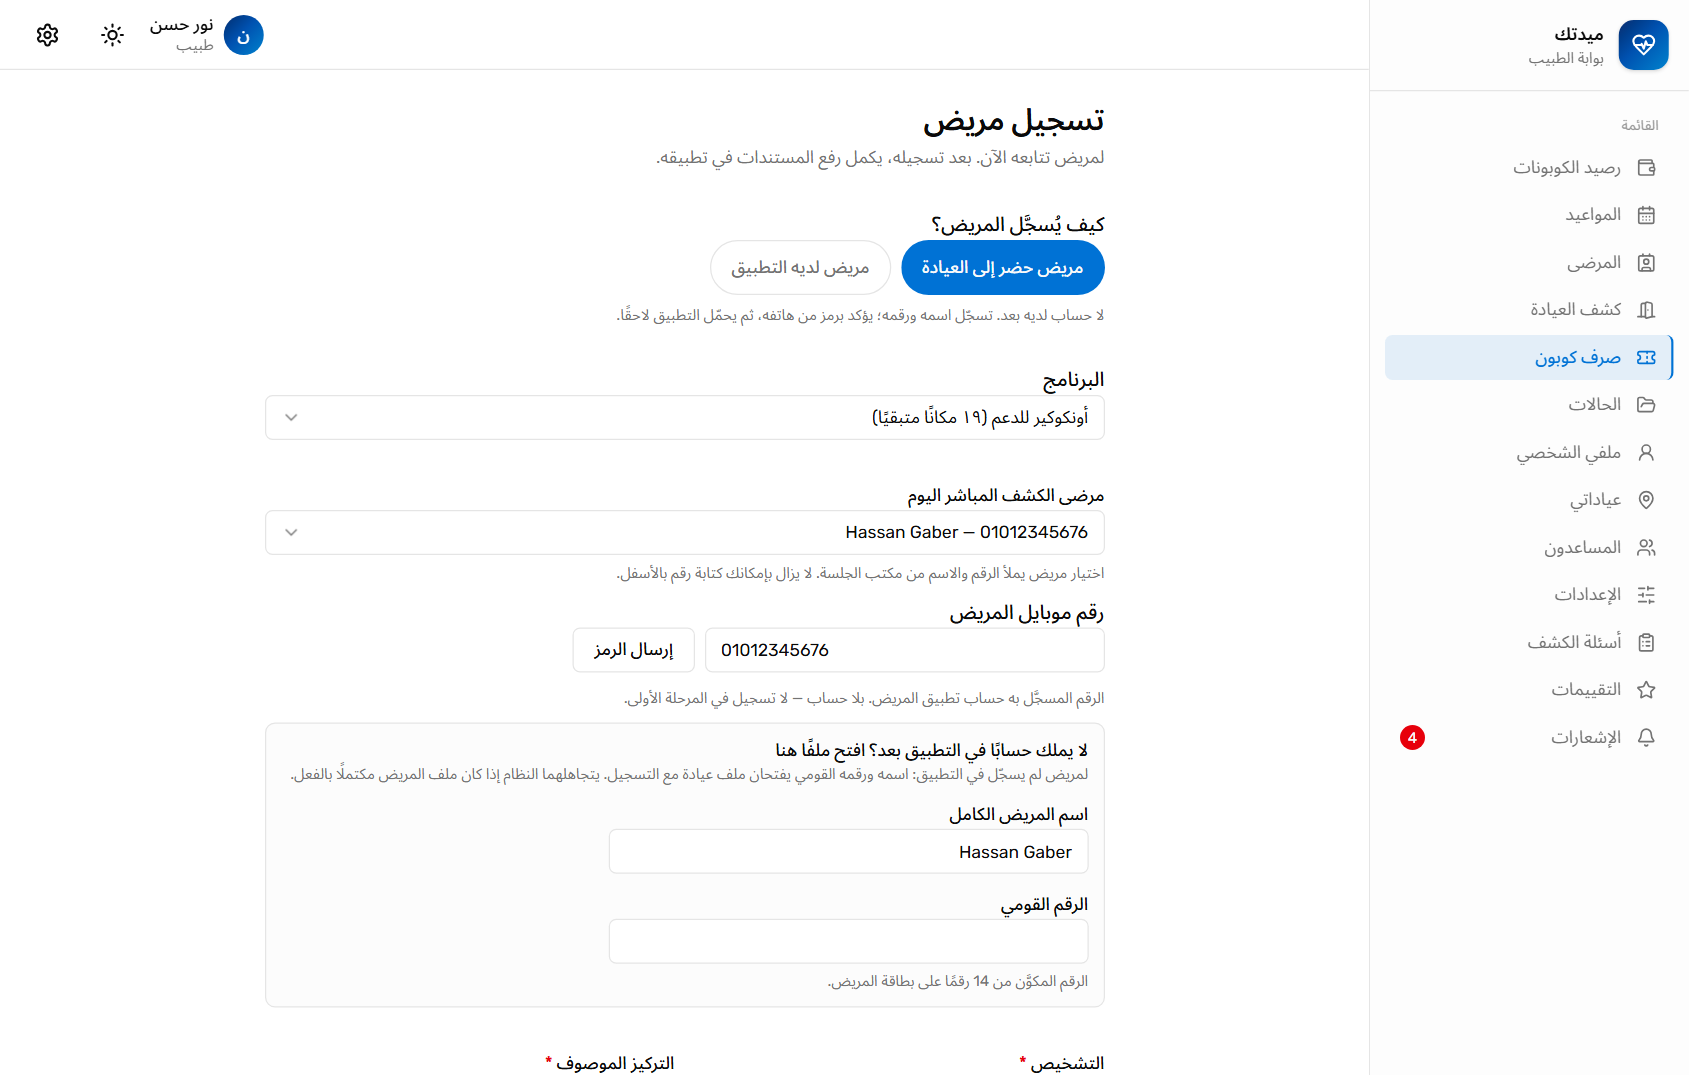 ميدتك
بوابة الطبيب
القائمة
رصيد الكوبونات
المواعيد
المرضى
كشف العيادة
صرف كوبون
الحالات
ملفي الشخصي
عياداتي
المساعدون
الإعدادات
أسئلة الكشف
التقييمات
الإشعارات
4
ن
نور حسن
طبيب
تسجيل مريض
لمريض تتابعه الآن. بعد تسجيله، يكمل رفع المستندات في تطبيقه.
كيف يُسجَّل المريض؟
مريض حضر إلى العيادة
مريض لديه التطبيق
لا حساب لديه بعد. تسجّل اسمه ورقمه؛ يؤكد برمز من هاتفه، ثم يحمّل التطبيق لاحقًا.
البرنامج
أونكوكير للدعم (١٩ مكانًا متبقيًا)
مرضى الكشف المباشر اليوم
Hassan Gaber — 01012345676
اختيار مريض يملأ الرقم والاسم من مكتب الجلسة. لا يزال بإمكانك كتابة رقم بالأسفل.
رقم موبايل المريض
01012345676
إرسال الرمز
الرقم المسجَّل به حساب تطبيق المريض. بلا حساب — لا تسجيل في المرحلة الأولى.
لا يملك حسابًا في التطبيق بعد؟ افتح ملفًا هنا
لمريض لم يسجّل في التطبيق: اسمه ورقمه القومي يفتحان ملف عيادة مع التسجيل. يتجاهلهما النظام إذا كان ملف المريض مكتملًا بالفعل.
اسم المريض الكامل
Hassan Gaber
الرقم القومي
الرقم المكوَّن من 14 رقمًا على بطاقة المريض.
التشخيص *
التركيز الموصوف *